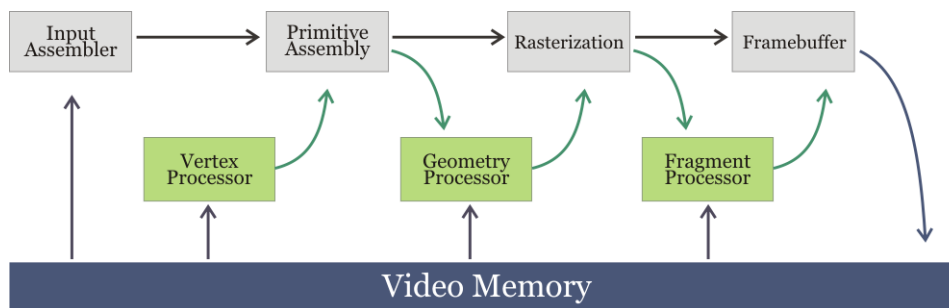 Input
Assembler
Primitive
Assembly
Rasterization
Framebuffer
Vertex
Processor
Geometry
Processor
Fragment
Processor
Video Memory